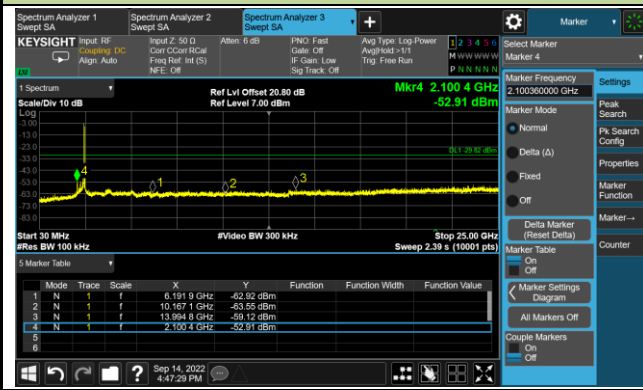 Spectrum Analyzer 1
Swept SA
Spectrum Analyzer 2
Swept SA
Spectrum Analyzer 3
Swept SA
Marker
KEYSIGHT
Input: RF
Coupling: DC
Align: Auto
Input Z: 50 Ω
Corr CCorr RCal
Freq Ref: Int (S)
NFE: Off
Atten: 6 dB
PNO: Fast
Gate: Off
IF Gain: Low
Sig Track: Off
Avg Type: Log-Power
Avg|Hold:>1/1
Trig: Free Run
1 2 3 4 5 6
M W W W W W
P N N N N N
LXI
Select Marker
Marker 4
1 Spectrum
Scale/Div 10 dB
Log
Ref Lvl Offset 20.80 dB
Ref Level 7.00 dBm
Mkr4 2.100 4 GHz
-52.91 dBm
-3.00
-13.0
-23.0
-33.0
-43.0
-53.0
-63.0
-73.0
-83.0
DL1 -29.82 dBm
4
1
2
3
Start 30 MHz
#Res BW 100 kHz
#Video BW 300 kHz
Stop 25.00 GHz
Sweep 2.39 s (10001 pts)
5 Marker Table
Mode Trace Scale X Y Function Function Width Function Value
1 N 1 f 6.191 9 GHz -62.92 dBm
2 N 1 f 10.167 1 GHz -63.55 dBm
3 N 1 f 13.994 8 GHz -59.12 dBm
4 N 1 f 2.100 4 GHz -52.91 dBm
5
6
Marker Frequency
2.100360000 GHz
Marker Mode
Normal
Delta (Δ)
Fixed
Off
Delta Marker
(Reset Delta)
Marker Table
On
Off
Marker Settings
Diagram
All Markers Off
Couple Markers
On
Off
Settings
Peak
Search
Pk Search
Config
Properties
Marker
Function
Marker→
Counter
Sep 14, 2022
4:47:29 PM